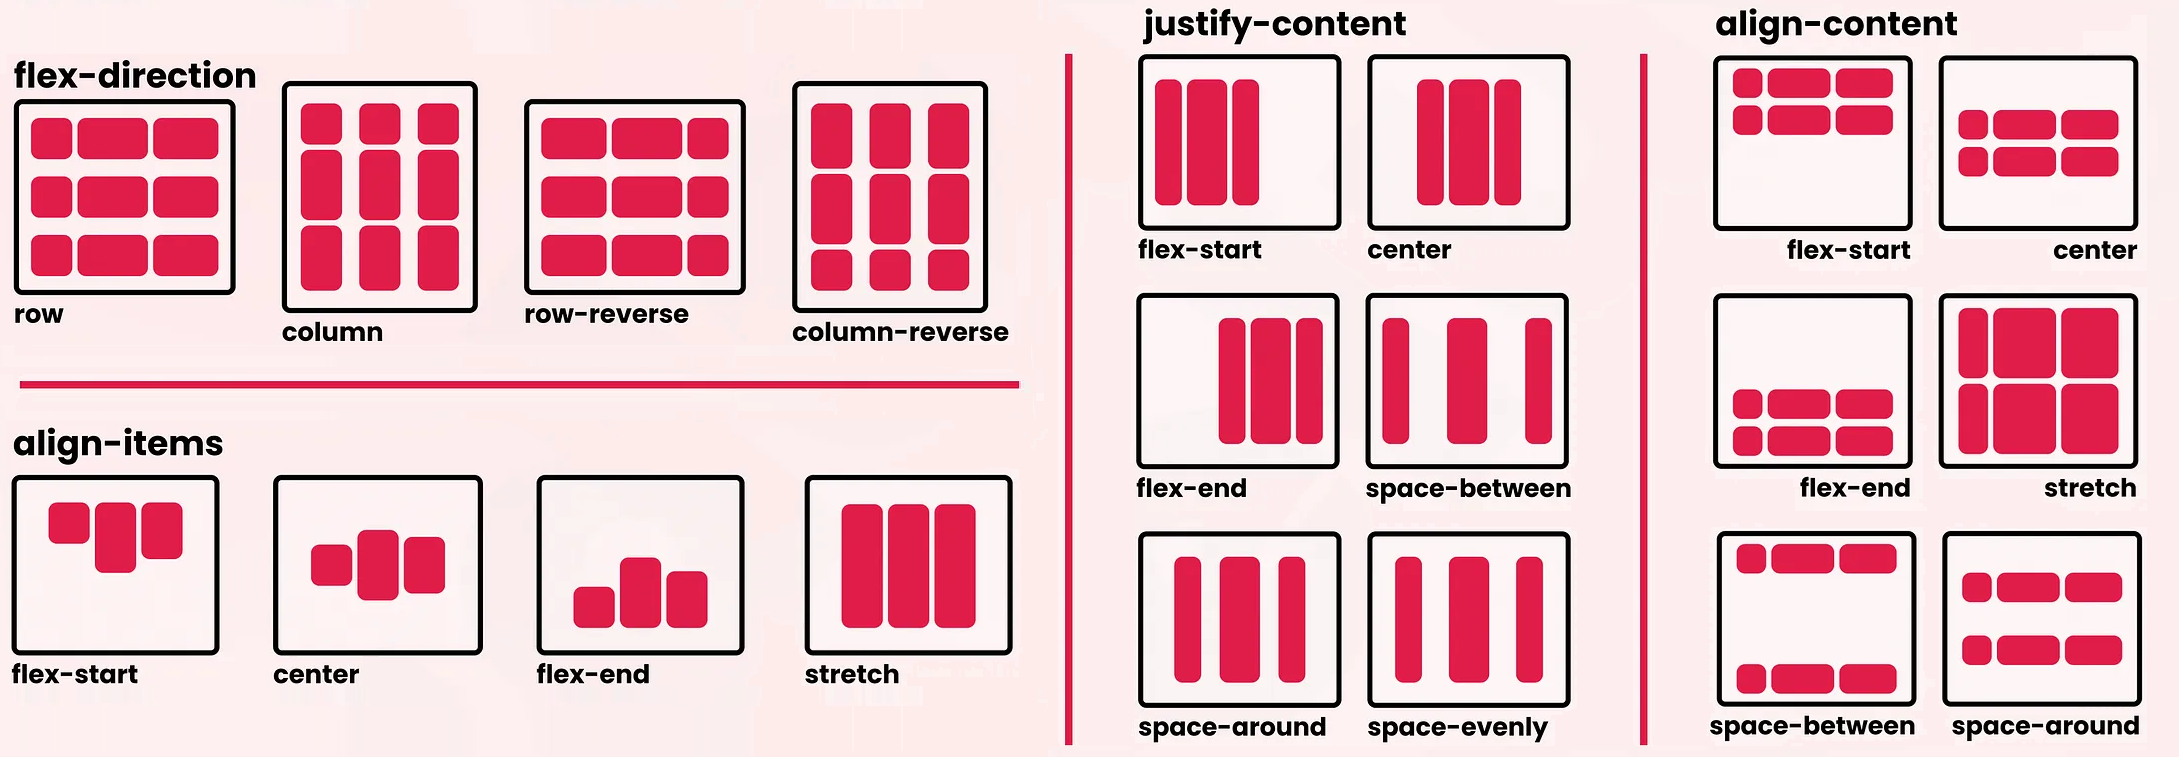 flex-direction
row
column
row-reverse
column-reverse
align-items
flex-start
center
flex-end
stretch
justify-content
flex-start
center
flex-end
space-between
space-around
space-evenly
align-content
flex-start
center
flex-end
stretch
space-between
space-around